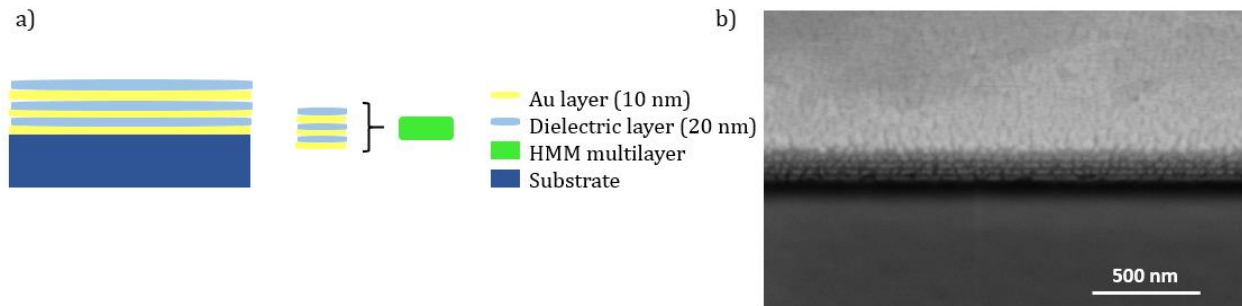 a)
Au layer (10 nm)
Dielectric layer (20 nm)
HMM multilayer
Substrate
b)
500 nm